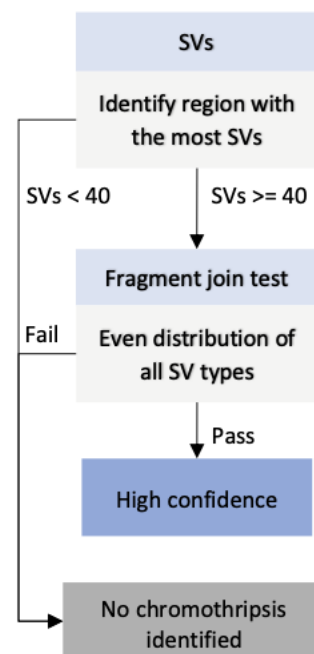 SVs
Identify region with
the most SVs
SVs < 40
SVs >= 40
Fragment join test
Fail
Even distribution of
all SV types
Pass
High confidence
No chromothripsis
identified